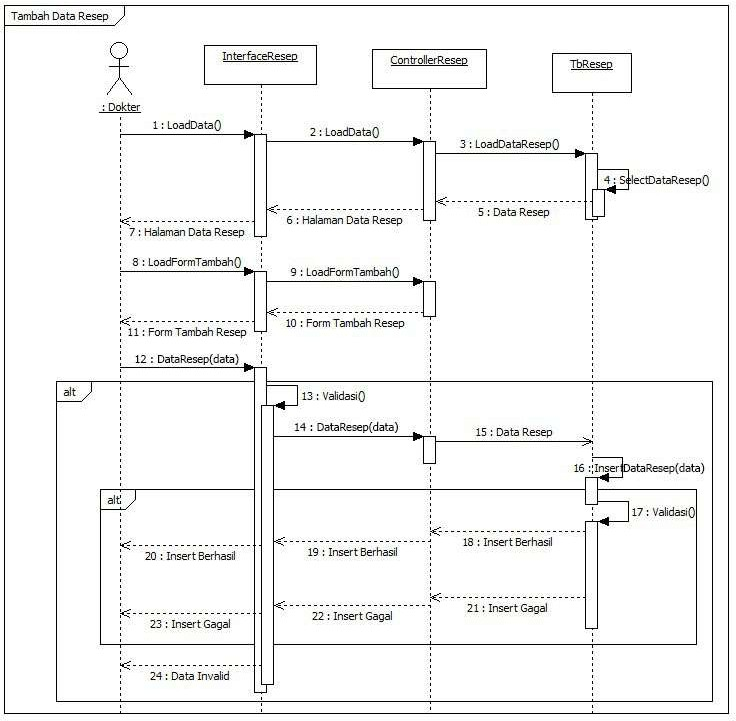 Tambah Data Resep
InterfaceResep
ControllerResep
TbResep
: Dokter
1 : LoadData()
2 : LoadData()
3 : LoadDataResep()
4 : SelectDataResep()
5 : Data Resep
6 : Halaman Data Resep
7 : Halaman Data Resep
8 : LoadFormTambah()
9 : LoadFormTambah()
10 : Form Tambah Resep
11 : Form Tambah Resep
12 : DataResep(data)
alt
13 : Validasi()
14 : DataResep(data)
15 : Data Resep
16 : InsertDataResep(data)
alt
17 : Validasi()
18 : Insert Berhasil
19 : Insert Berhasil
20 : Insert Berhasil
21 : Insert Gagal
22 : Insert Gagal
23 : Insert Gagal
24 : Data Invalid